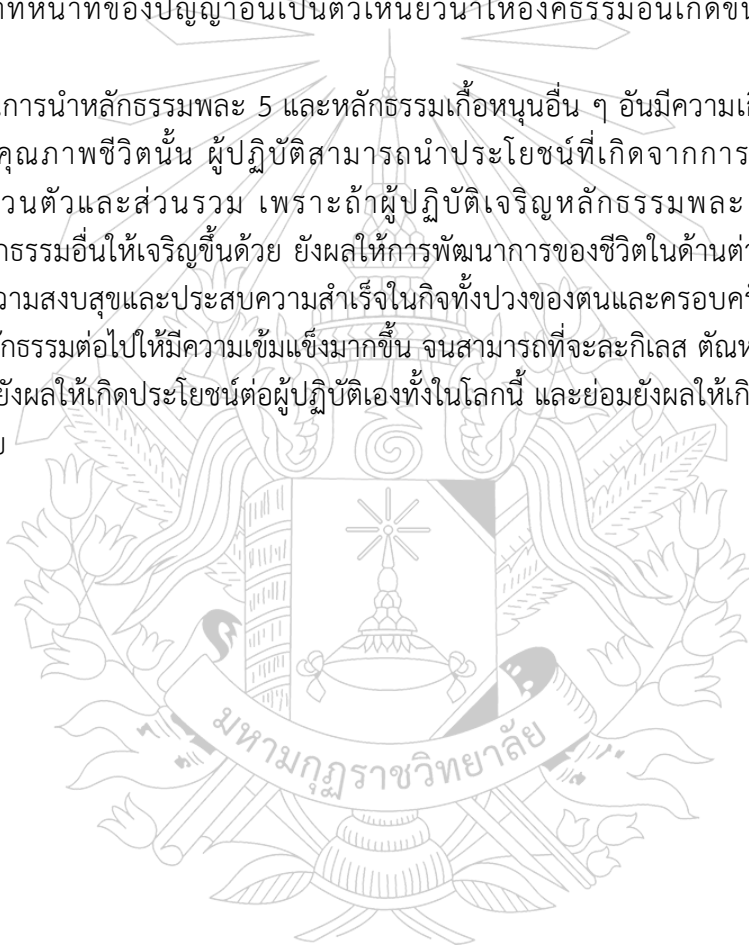 าทหน้าที่ของปัญญาอันเป็นตัวเหนี่ยวนำให้องค์ธรรมอื่นเกิดขึ้น
การนำหลักธรรมพละ 5 และหลักธรรมเกื้อหนุนอื่น ๆ อันมีความเกี
คุณภาพชีวิตนั้น ผู้ปฏิบัติสามารถนำประโยชน์ที่เกิดจากการ
วนตัวและส่วนรวม เพราะถ้าผู้ปฏิบัติเจริญหลักธรรมพละ
ักธรรมอื่นให้เจริญขึ้นด้วย ยังผลให้การพัฒนาการของชีวิตในด้านต่า
วามสงบสุขและประสบความสำเร็จในกิจทั้งปวงของตนและครอบครั
ักธรรมต่อไปให้มีความเข้มแข็งมากขึ้น จนสามารถที่จะละกิเลส ตัณห
ยังผลให้เกิดประโยชน์ต่อผู้ปฏิบัติเองทั้งในโลกนี้ และย่อมยังผลให้เกิ
มหามกุฏราชวิทยาลัย